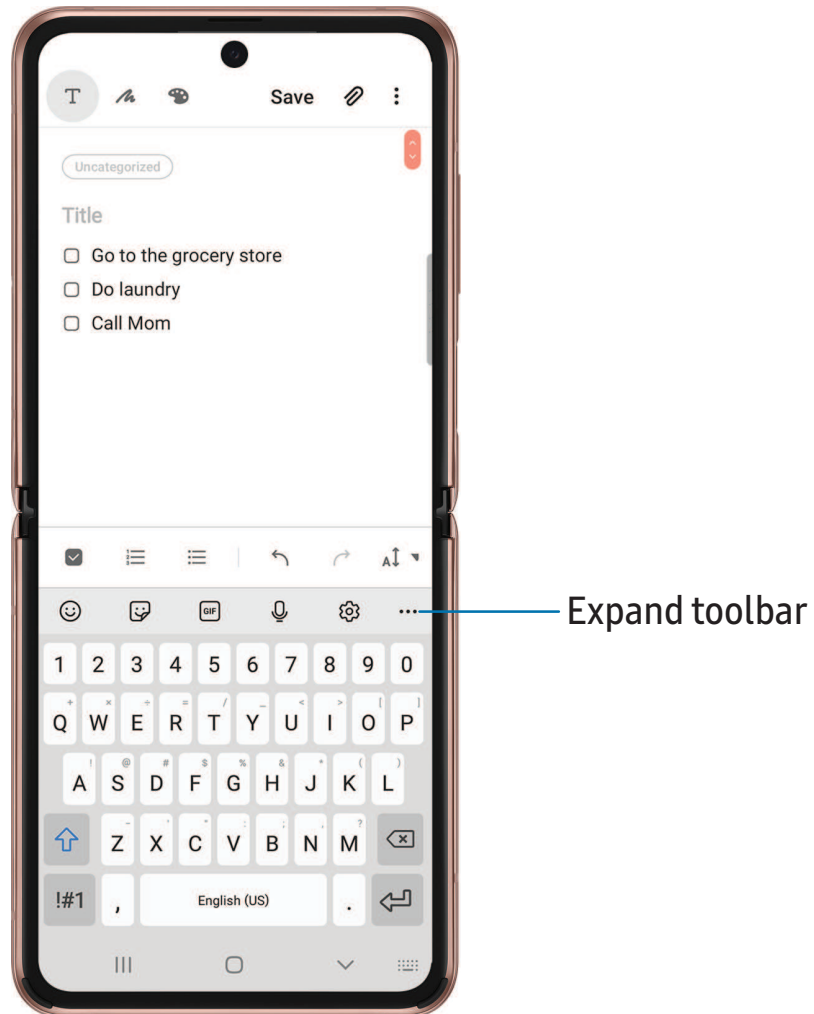 T Save
Uncategorized
Title
Go to the grocery store
Do laundry
Call Mom
A
GIF
Expand toolbar
1 2 3 4 5 6 7 8 9 0
+ × ÷ = / _ < > [ ]
Q W E R T Y U I O P
! @ # $ % & * ( )
A S D F G H J K L
- ' " : ; , ?
Z X C V B N M
!#1 , English (US) .